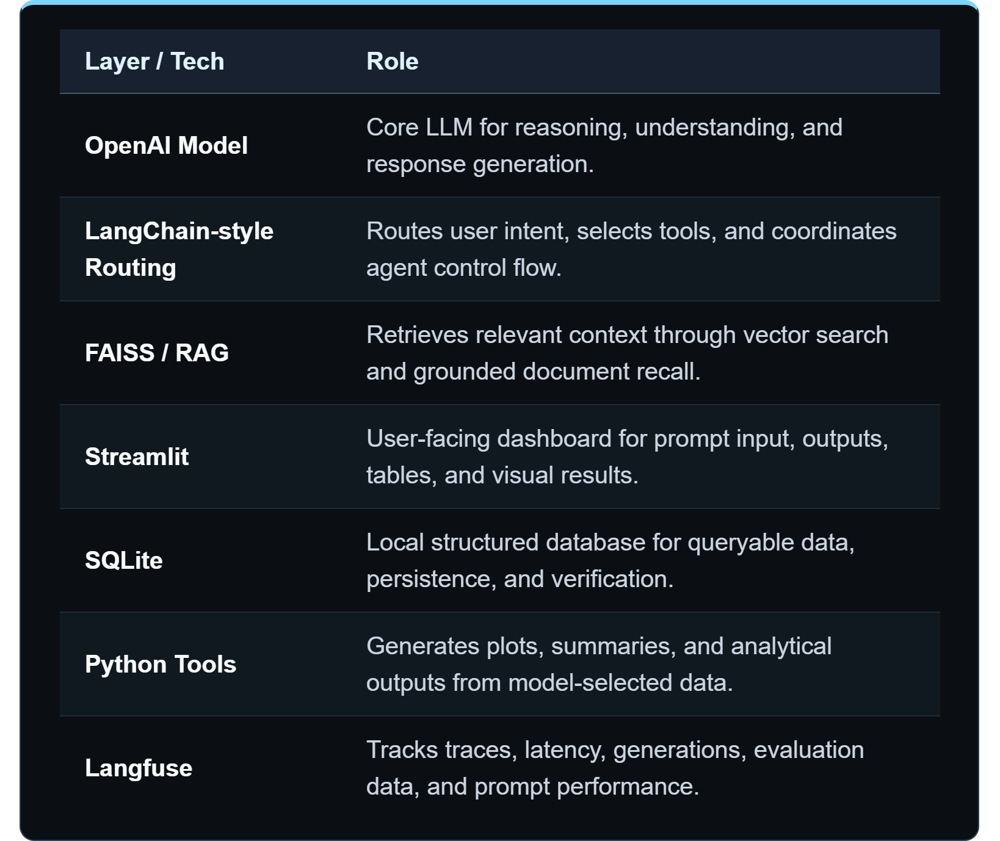 Layer / Tech
Role
OpenAI Model
Core LLM for reasoning, understanding, and
response generation.
LangChain-style
Routing
Routes user intent, selects tools, and coordinates
agent control flow.
FAISS / RAG
Retrieves relevant context through vector search
and grounded document recall.
Streamlit
User-facing dashboard for prompt input, outputs,
tables, and visual results.
SQLite
Local structured database for queryable data,
persistence, and verification.
Python Tools
Generates plots, summaries, and analytical
outputs from model-selected data.
Langfuse
Tracks traces, latency, generations, evaluation
data, and prompt performance.